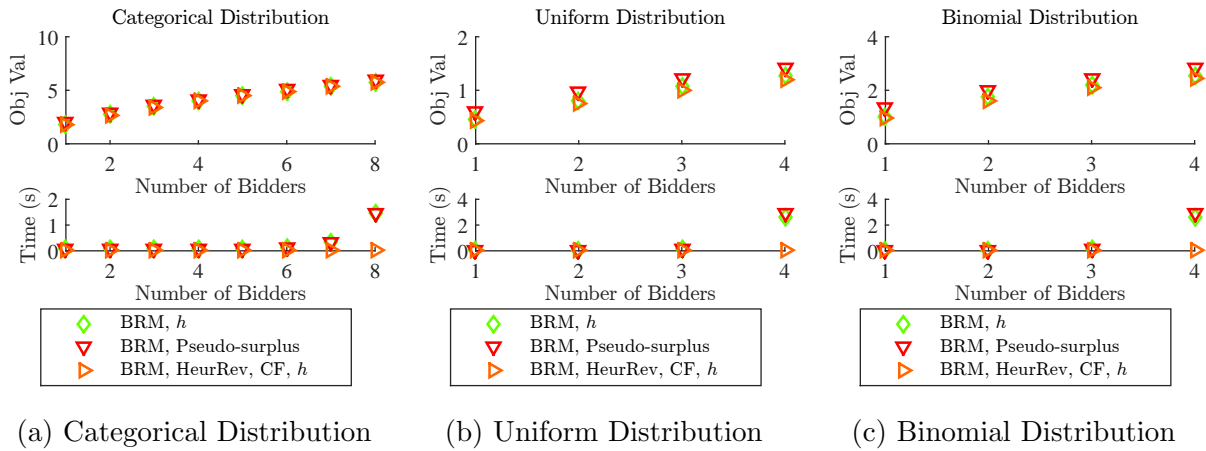 Categorical Distribution
10
5
0
Obj Val
2 4 6 8
Number of Bidders
2
1
0
Time (s)
2 4 6 8
Number of Bidders
BRM, h
BRM, Pseudo-surplus
BRM, HeurRev, CF, h
(a) Categorical Distribution
Uniform Distribution
2
1
0
Obj Val
1 2 3 4
Number of Bidders
4
2
0
Time (s)
1 2 3 4
Number of Bidders
BRM, h
BRM, Pseudo-surplus
BRM, HeurRev, CF, h
(b) Uniform Distribution
Binomial Distribution
4
2
0
Obj Val
1 2 3 4
Number of Bidders
4
2
0
Time (s)
1 2 3 4
Number of Bidders
BRM, h
BRM, Pseudo-surplus
BRM, HeurRev, CF, h
(c) Binomial Distribution